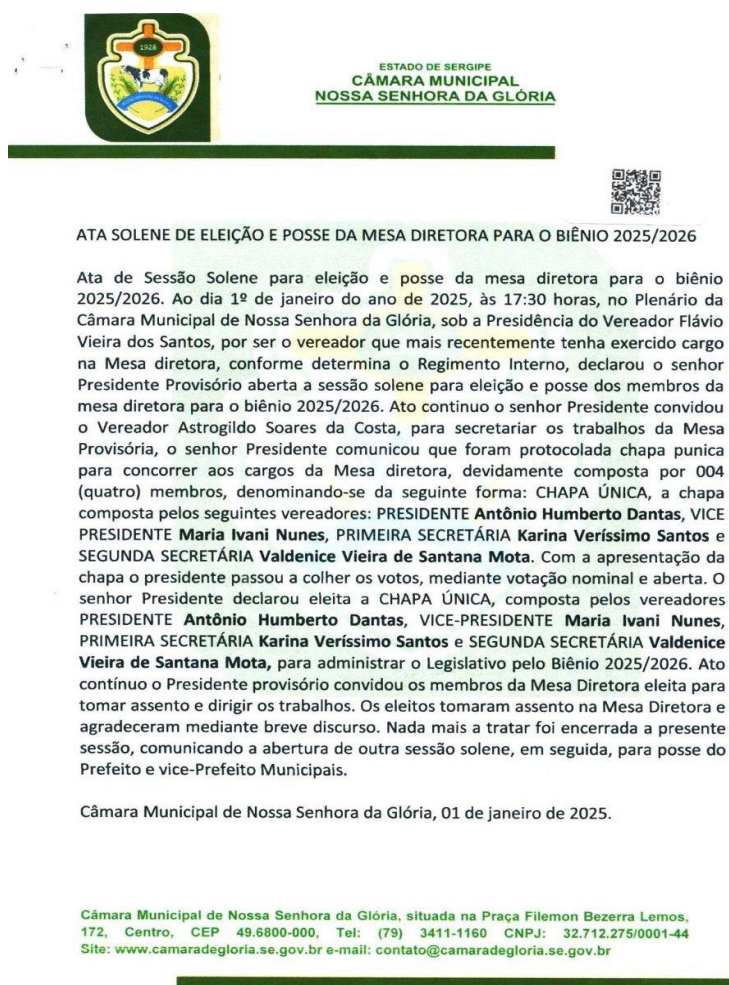 1928
ESTADO DE SERGIPE
CÂMARA MUNICIPAL
NOSSA SENHORA DA GLÓRIA
ATA SOLENE DE ELEIÇÃO E POSSE DA MESA DIRETORA PARA O BIÊNIO 2025/2026
Ata de Sessão Solene para eleição e posse da mesa diretora para o biênio
2025/2026. Ao dia 1º de janeiro do ano de 2025, às 17:30 horas, no Plenário da
Câmara Municipal de Nossa Senhora da Glória, sob a Presidência do Vereador Flávio
Vieira dos Santos, por ser o vereador que mais recentemente tenha exercido cargo
na Mesa diretora, conforme determina o Regimento Interno, declarou o senhor
Presidente Provisório aberta a sessão solene para eleição e posse dos membros da
mesa diretora para o biênio 2025/2026. Ato continuo o senhor Presidente convidou
o Vereador Astrogildo Soares da Costa, para secretariar os trabalhos da Mesa
Provisória, o senhor Presidente comunicou que foram protocolada chapa punica
para concorrer aos cargos da Mesa diretora, devidamente composta por 004
(quatro) membros, denominando-se da seguinte forma: CHAPA ÚNICA, a chapa
composta pelos seguintes vereadores: PRESIDENTE Antônio Humberto Dantas, VICE
PRESIDENTE Maria Ivani Nunes, PRIMEIRA SECRETÁRIA Karina Veríssimo Santos e
SEGUNDA SECRETÁRIA Valdenice Vieira de Santana Mota. Com a apresentação da
chapa o presidente passou a colher os votos, mediante votação nominal e aberta. O
senhor Presidente declarou eleita a CHAPA ÚNICA, composta pelos vereadores
PRESIDENTE Antônio Humberto Dantas, VICE-PRESIDENTE Maria Ivani Nunes,
PRIMEIRA SECRETÁRIA Karina Veríssimo Santos e SEGUNDA SECRETÁRIA Valdenice
Vieira de Santana Mota, para administrar o Legislativo pelo Biênio 2025/2026. Ato
contínuo o Presidente provisório convidou os membros da Mesa Diretora eleita para
tomar assento e dirigir os trabalhos. Os eleitos tomaram assento na Mesa Diretora e
agradeceram mediante breve discurso. Nada mais a tratar foi encerrada a presente
sessão, comunicando a abertura de outra sessão solene, em seguida, para posse do
Prefeito e vice-Prefeito Municipais.
Câmara Municipal de Nossa Senhora da Glória, 01 de janeiro de 2025.
Câmara Municipal de Nossa Senhora da Glória, situada na Praça Filemon Bezerra Lemos,
172, Centro, CEP 49.6800-000, Tel: (79) 3411-1160 CNPJ: 32.712.275/0001-44
Site: www.camaradegloria.se.gov.br e-mail: contato@camaradegloria.se.gov.br